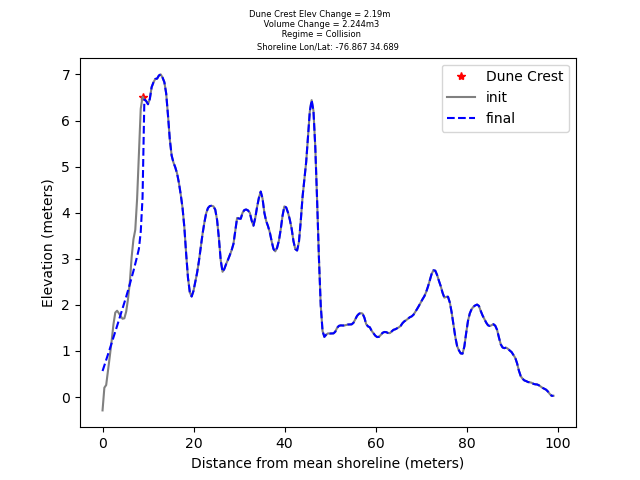 Dune Crest Elev Change = 2.19m
Volume Change = 2.244m3
Regime = Collision
Shoreline Lon/Lat: -76.867 34.689
Dune Crest
init
final
7
6
5
4
3
2
1
0
Elevation (meters)
0 20 40 60 80 100
Distance from mean shoreline (meters)